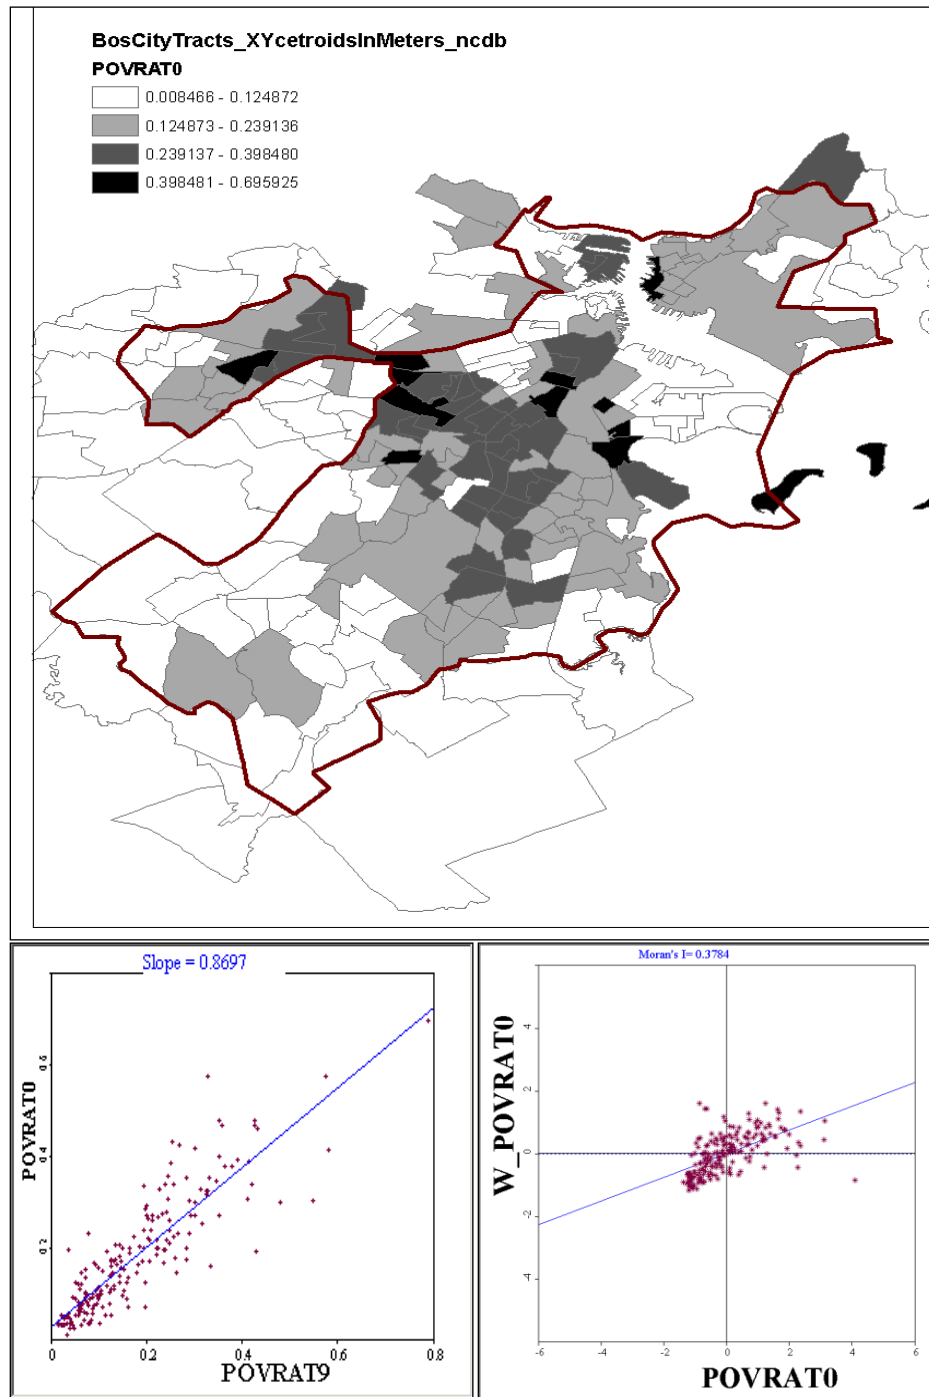 BosCityTracts_XYcetroidsInMeters_ncdb
POVRAT0
0.008466 - 0.124872
0.124873 - 0.239136
0.239137 - 0.398480
0.398481 - 0.695925
Slope = 0.8697
POVRAT0
0.6
0.4
0.2
0
0.2
0.4
0.6
0.8
POVRAT9
Moran's I= 0.3784
W_POVRAT0
4
2
0
-2
-4
-6
-4
-2
0
2
4
6
POVRAT0